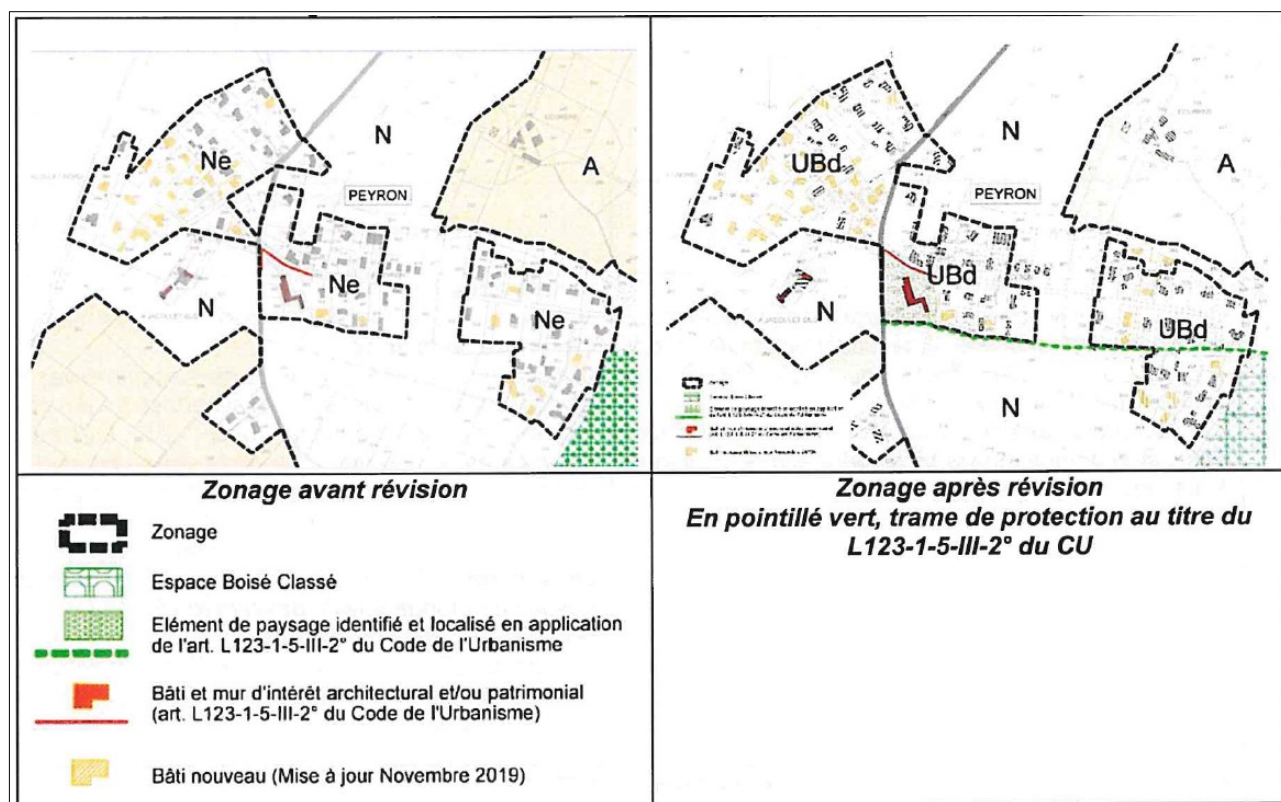 N
Ne
A
PEYRON
Ne
N
Ne
N
UBd
A
PEYRON
UBd
N
UBd
N
Zonage
Zonage avant révision
Zonage
Espace Boisé Classé
Elément de paysage identifié et localisé en application
de l'art. L123-1-5-III-2° du Code de l'Urbanisme
Bâti et mur d'intérêt architectural et/ou patrimonial
(art. L123-1-5-III-2° du Code de l'Urbanisme)
Bâti nouveau (Mise à jour Novembre 2019)
Zonage après révision
En pointillé vert, trame de protection au titre du
L123-1-5-III-2° du CU